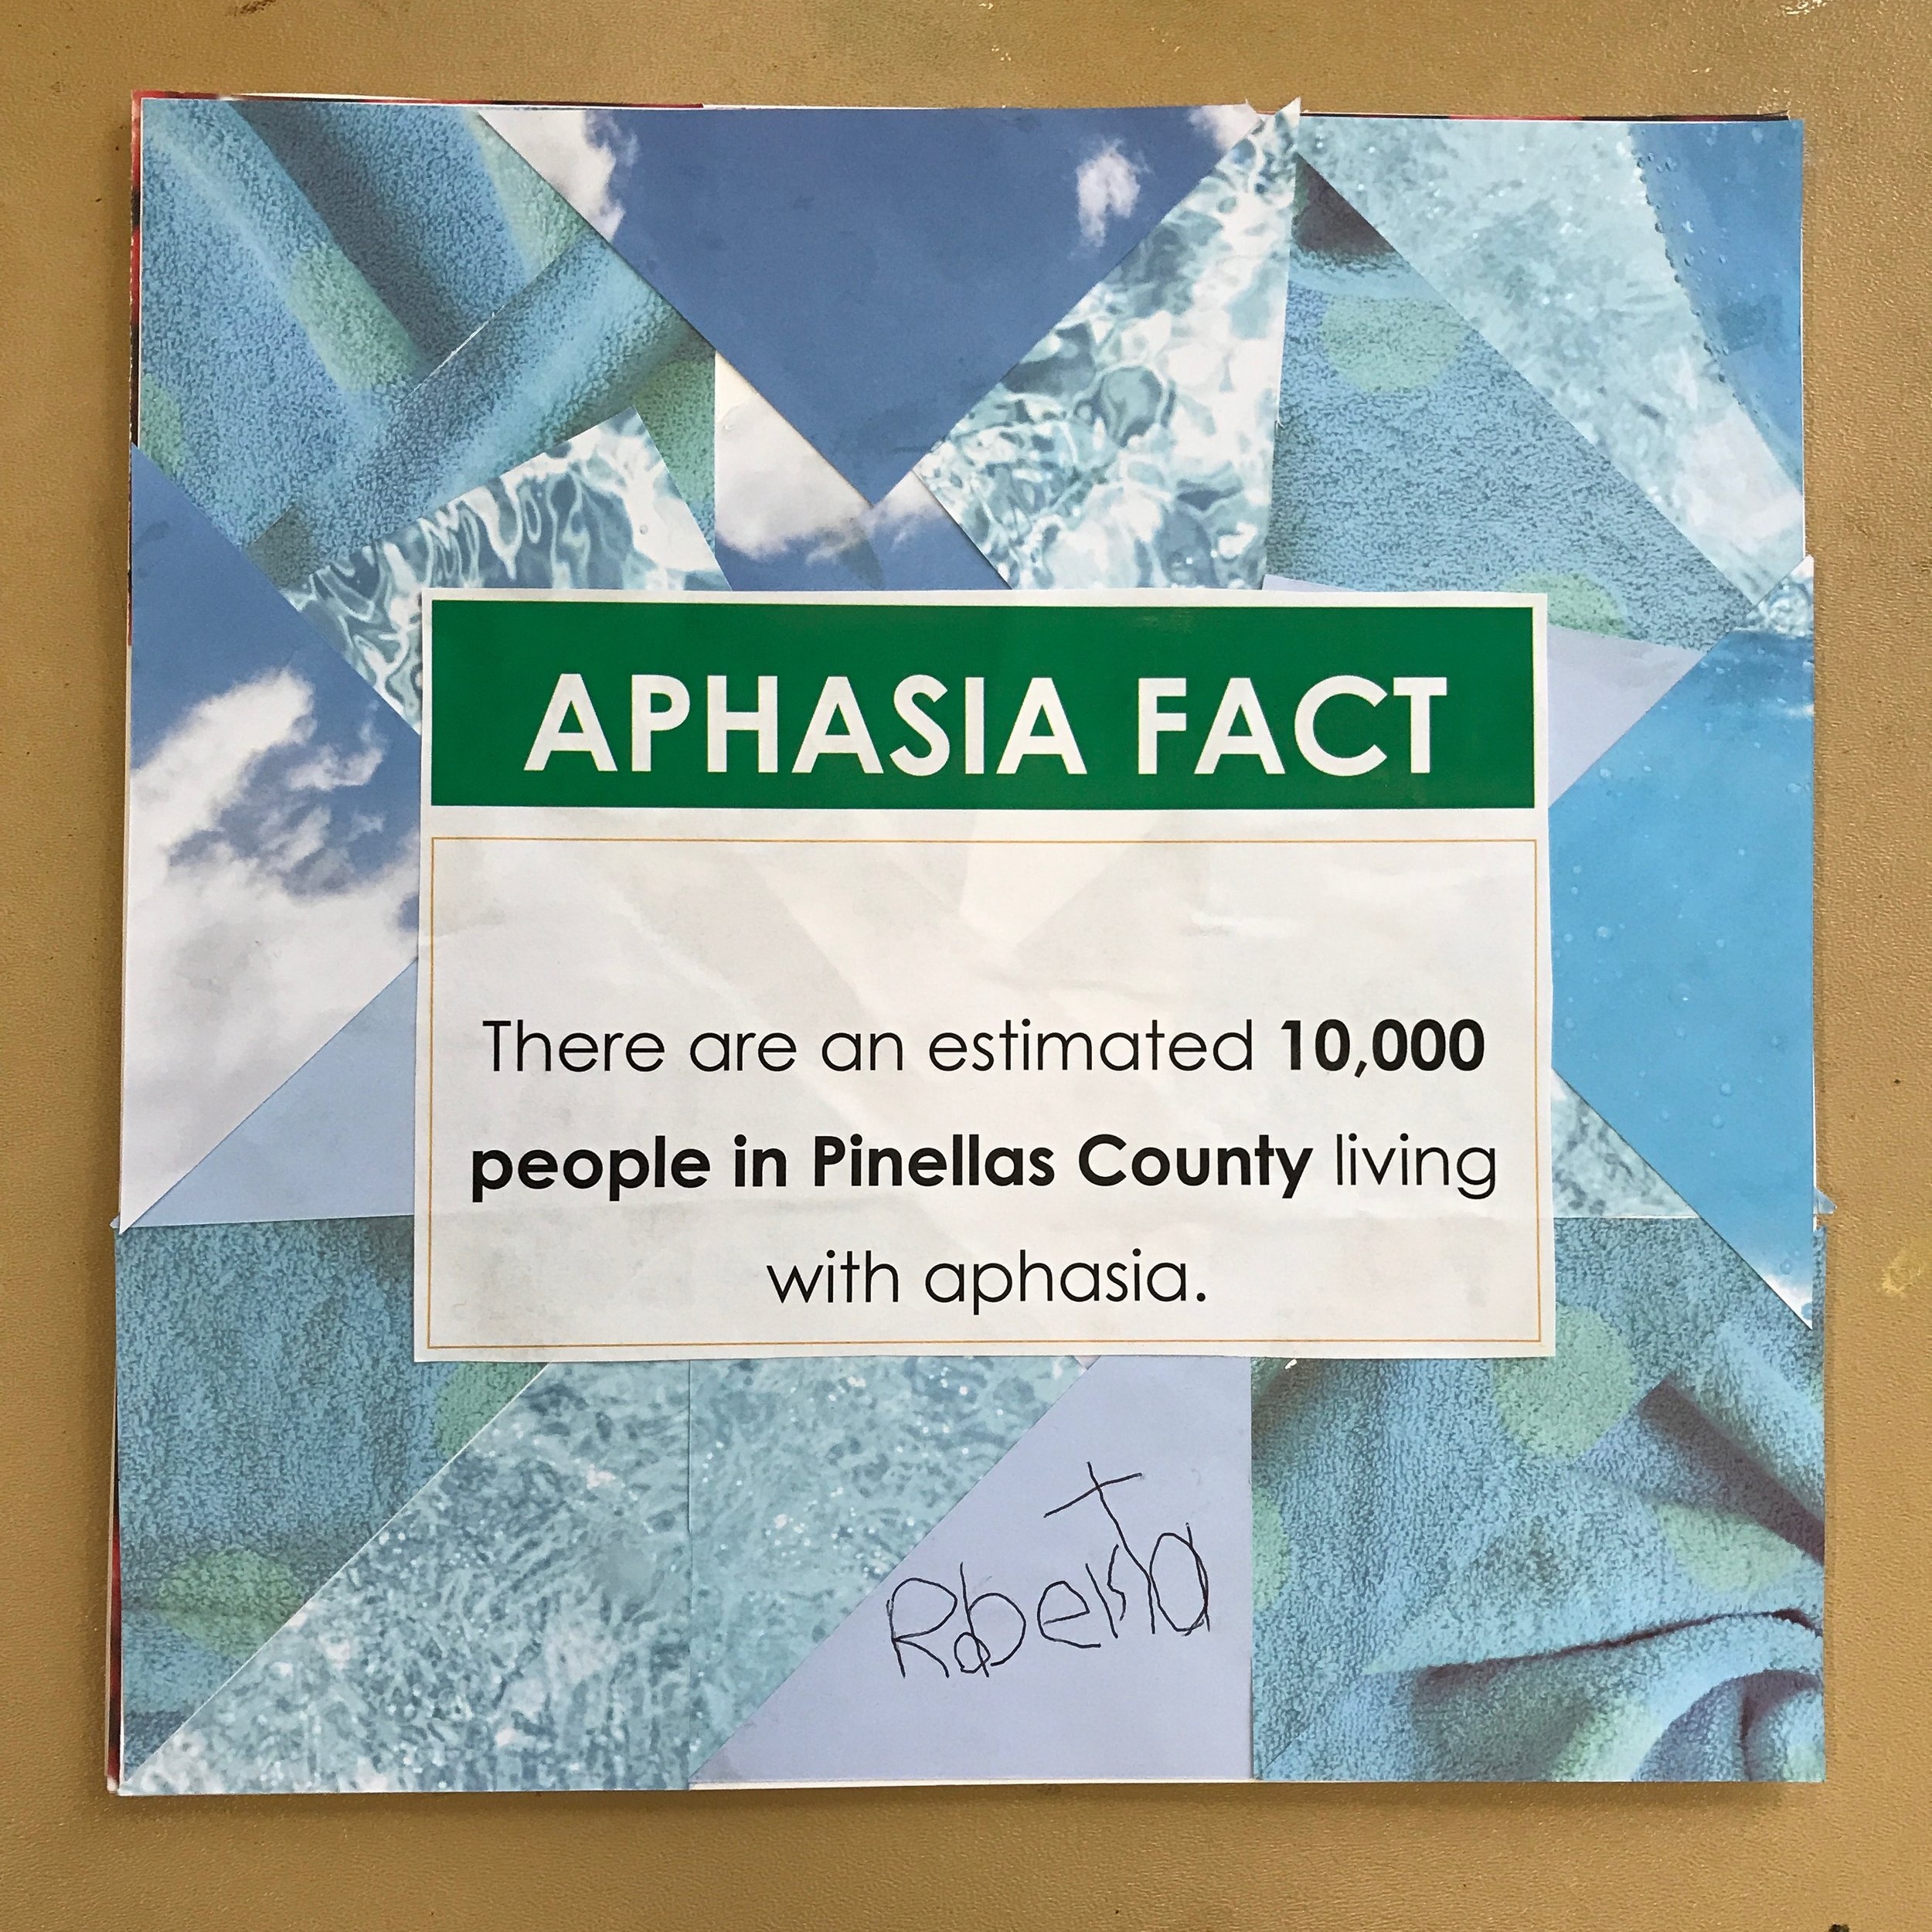 APHASIA FACT
There are an estimated 10,000
people in Pinellas County living
with aphasia.
Roberta